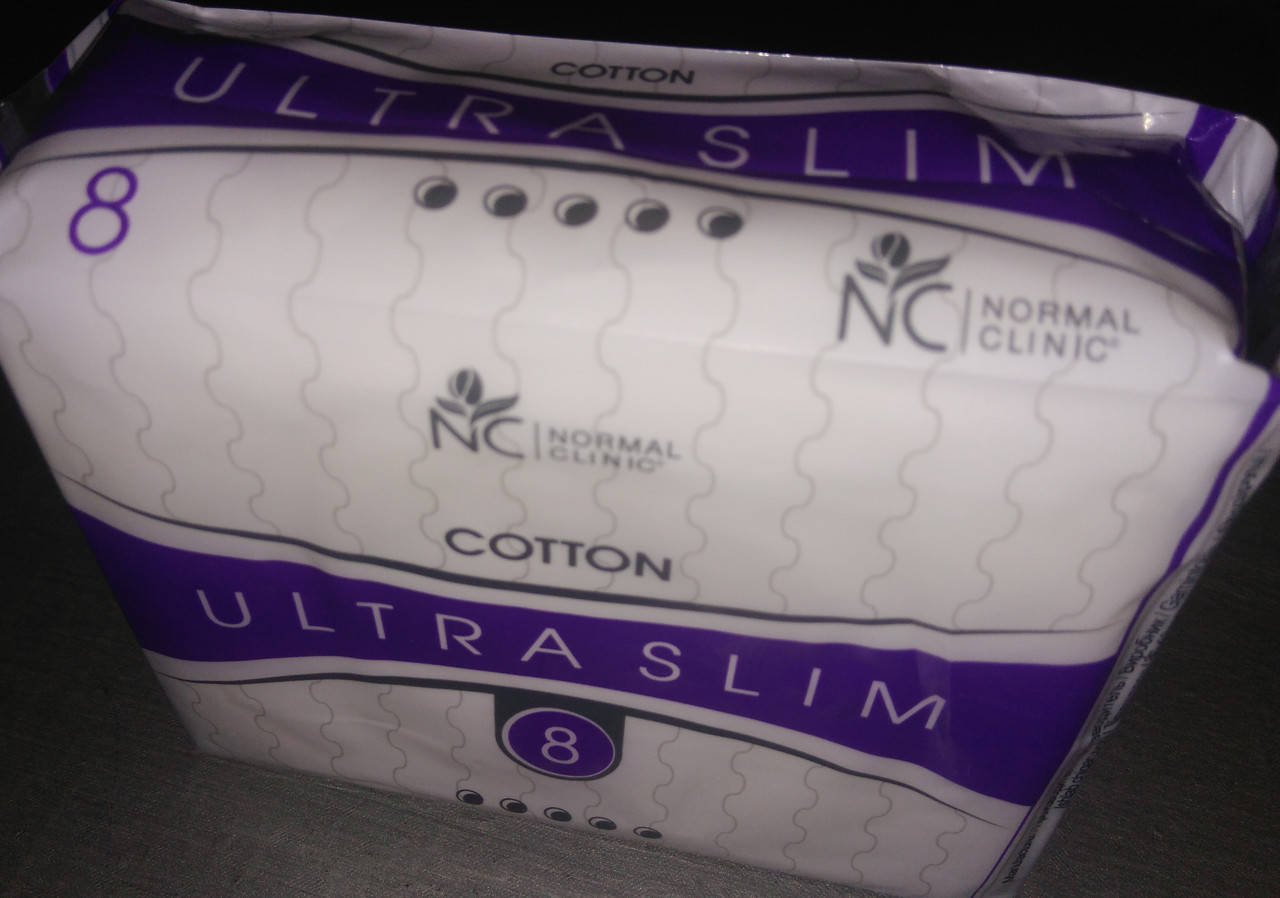 COTTON
ULTRA SLIM
8
NC NORMAL
CLINIC®
NC NORMAL
CLINIC®
COTTON
ULTRA SLIM
8